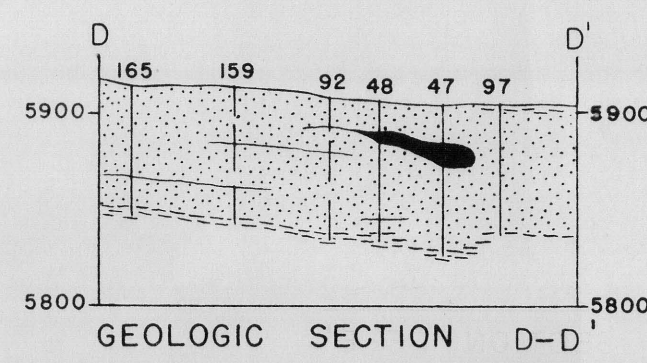 D D'
165 159 92 48 47 97
5900 5900
5800 5800
GEOLOGIC SECTION D–D'